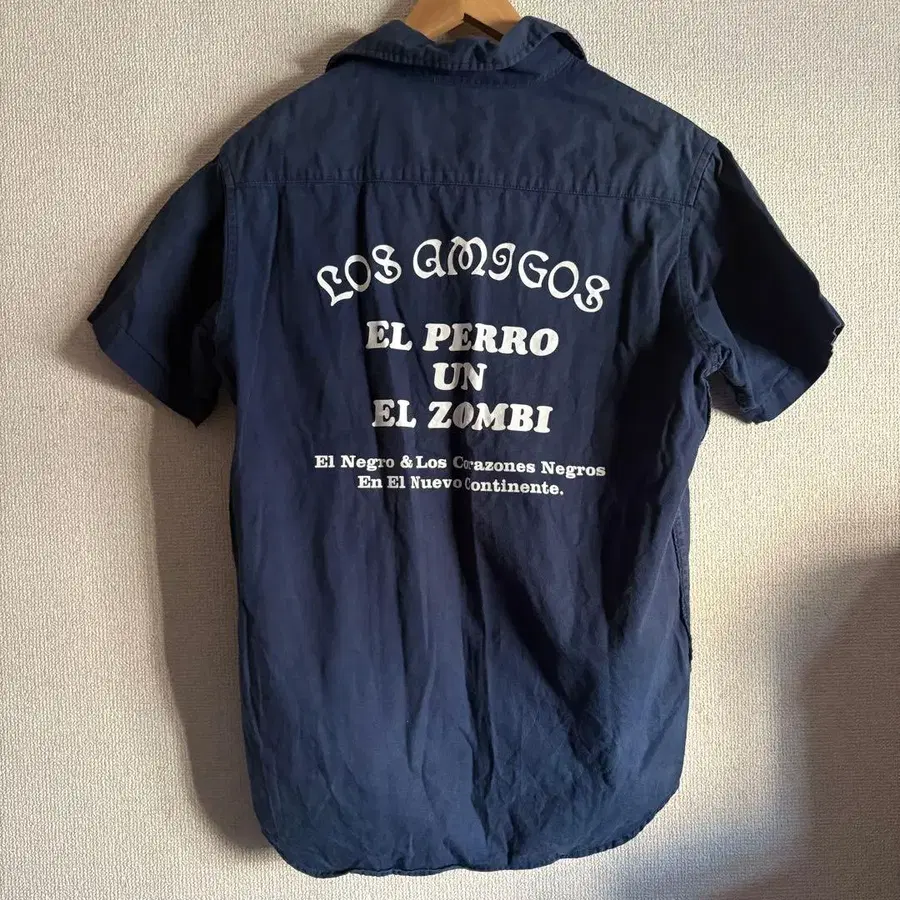 LOS AMIGOS
EL PERRO
UN
EL ZOMBI
El Negro & Los Corazones Negros
En El Nuevo Continente.